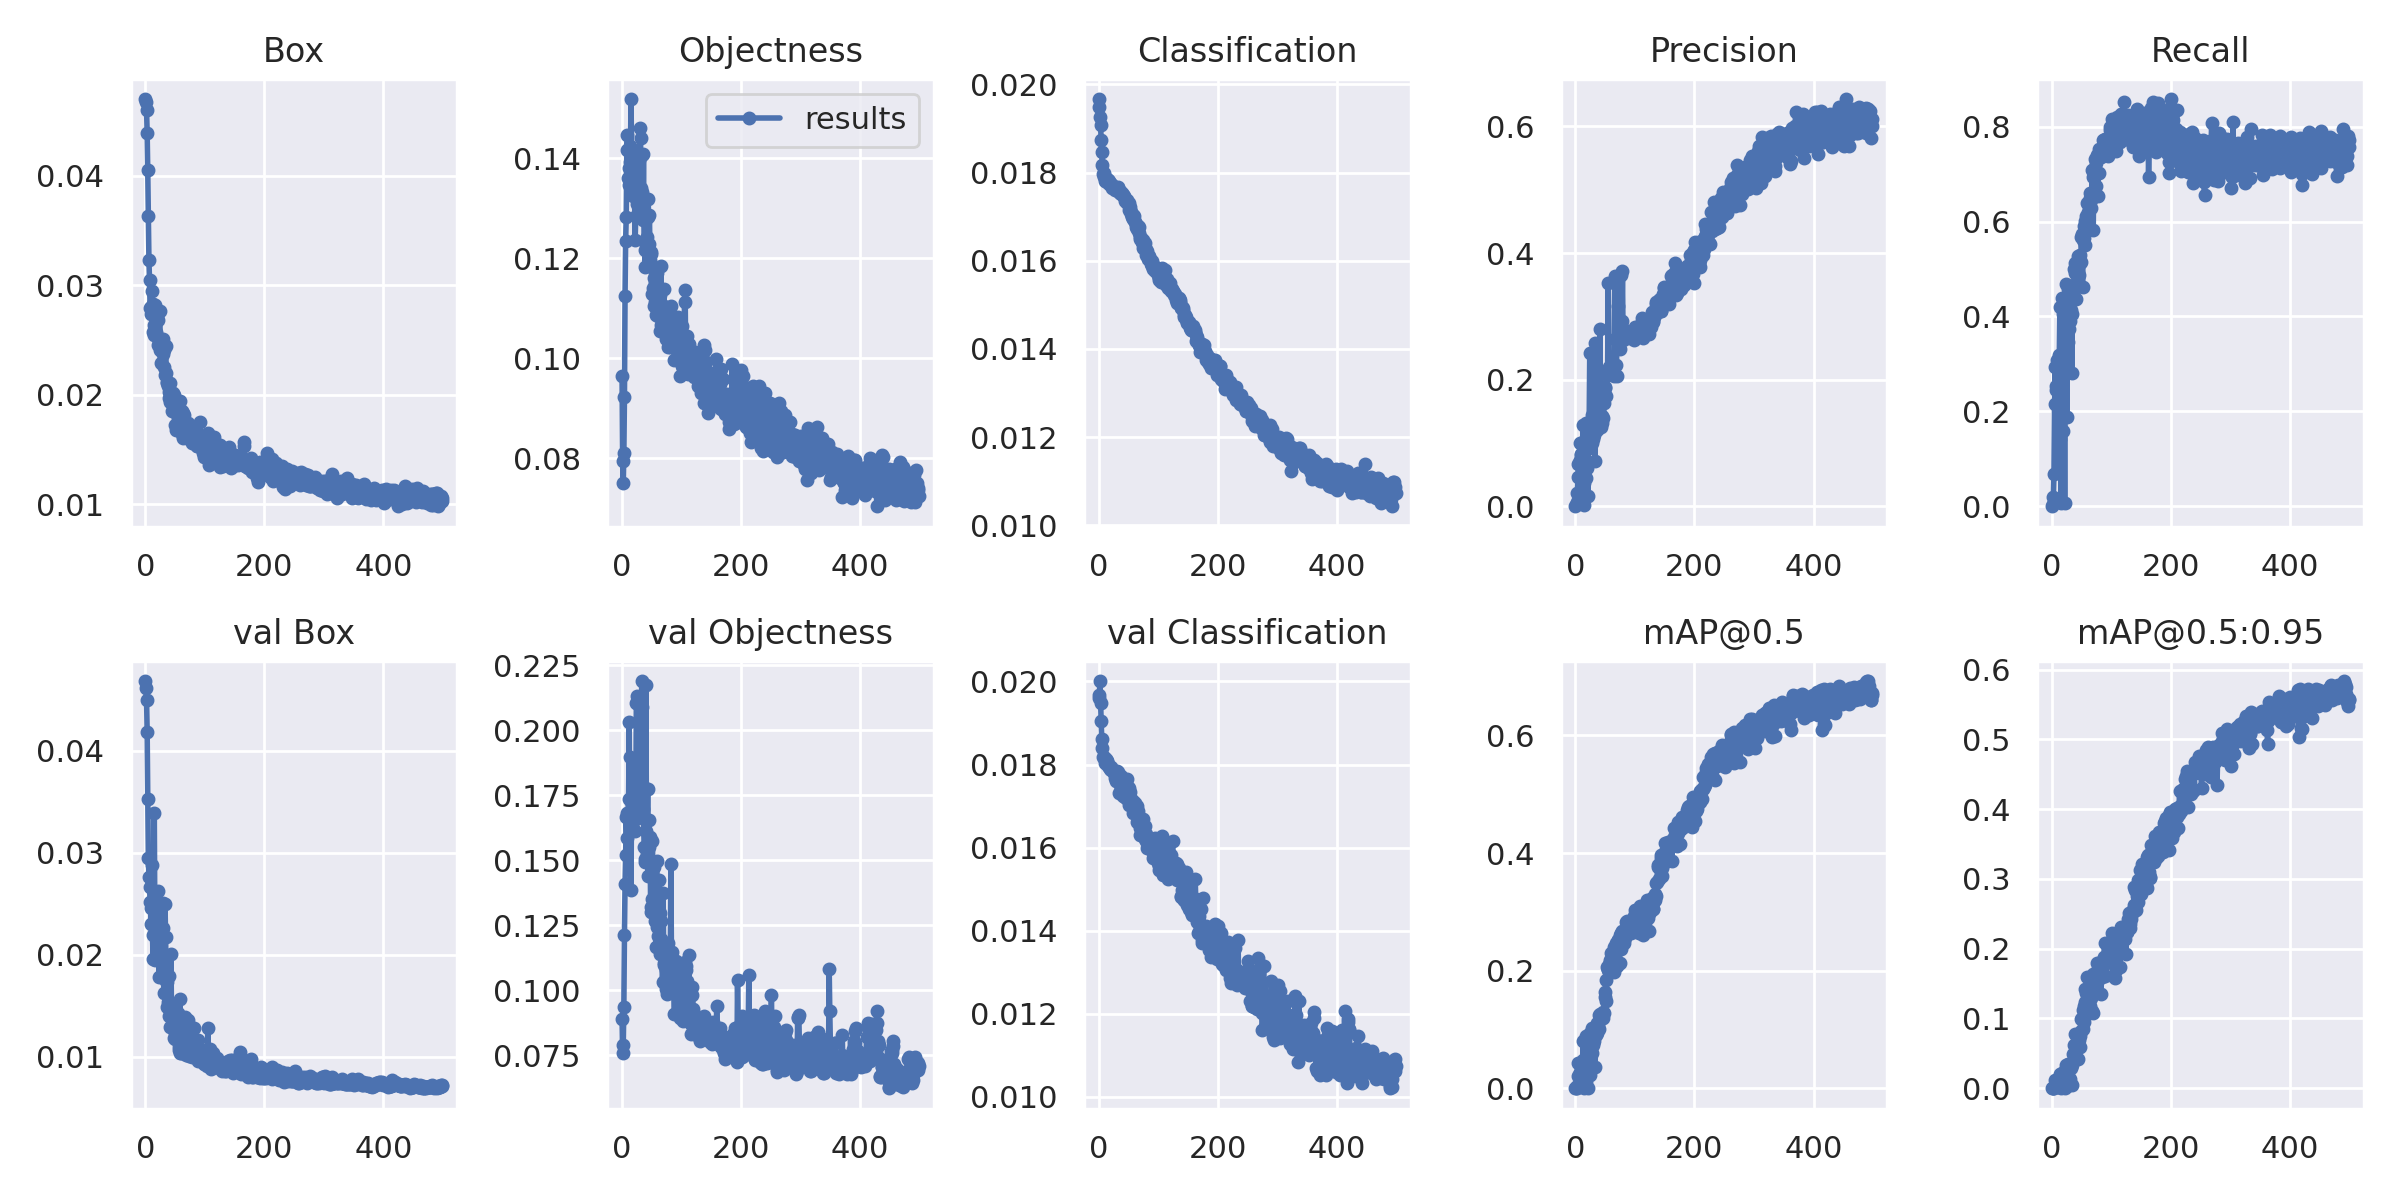 Box
Objectness
Classification
Precision
Recall
results
0.04
0.03
0.02
0.01
0 200 400
0.14
0.12
0.10
0.08
0 200 400
0.020
0.018
0.016
0.014
0.012
0.010
0 200 400
0.6
0.4
0.2
0.0
0 200 400
0.8
0.6
0.4
0.2
0.0
0 200 400
val Box
val Objectness
val Classification
mAP@0.5
mAP@0.5:0.95
0.04
0.03
0.02
0.01
0 200 400
0.225
0.200
0.175
0.150
0.125
0.100
0.075
0 200 400
0.020
0.018
0.016
0.014
0.012
0.010
0 200 400
0.6
0.4
0.2
0.0
0 200 400
0.6
0.5
0.4
0.3
0.2
0.1
0.0
0 200 400